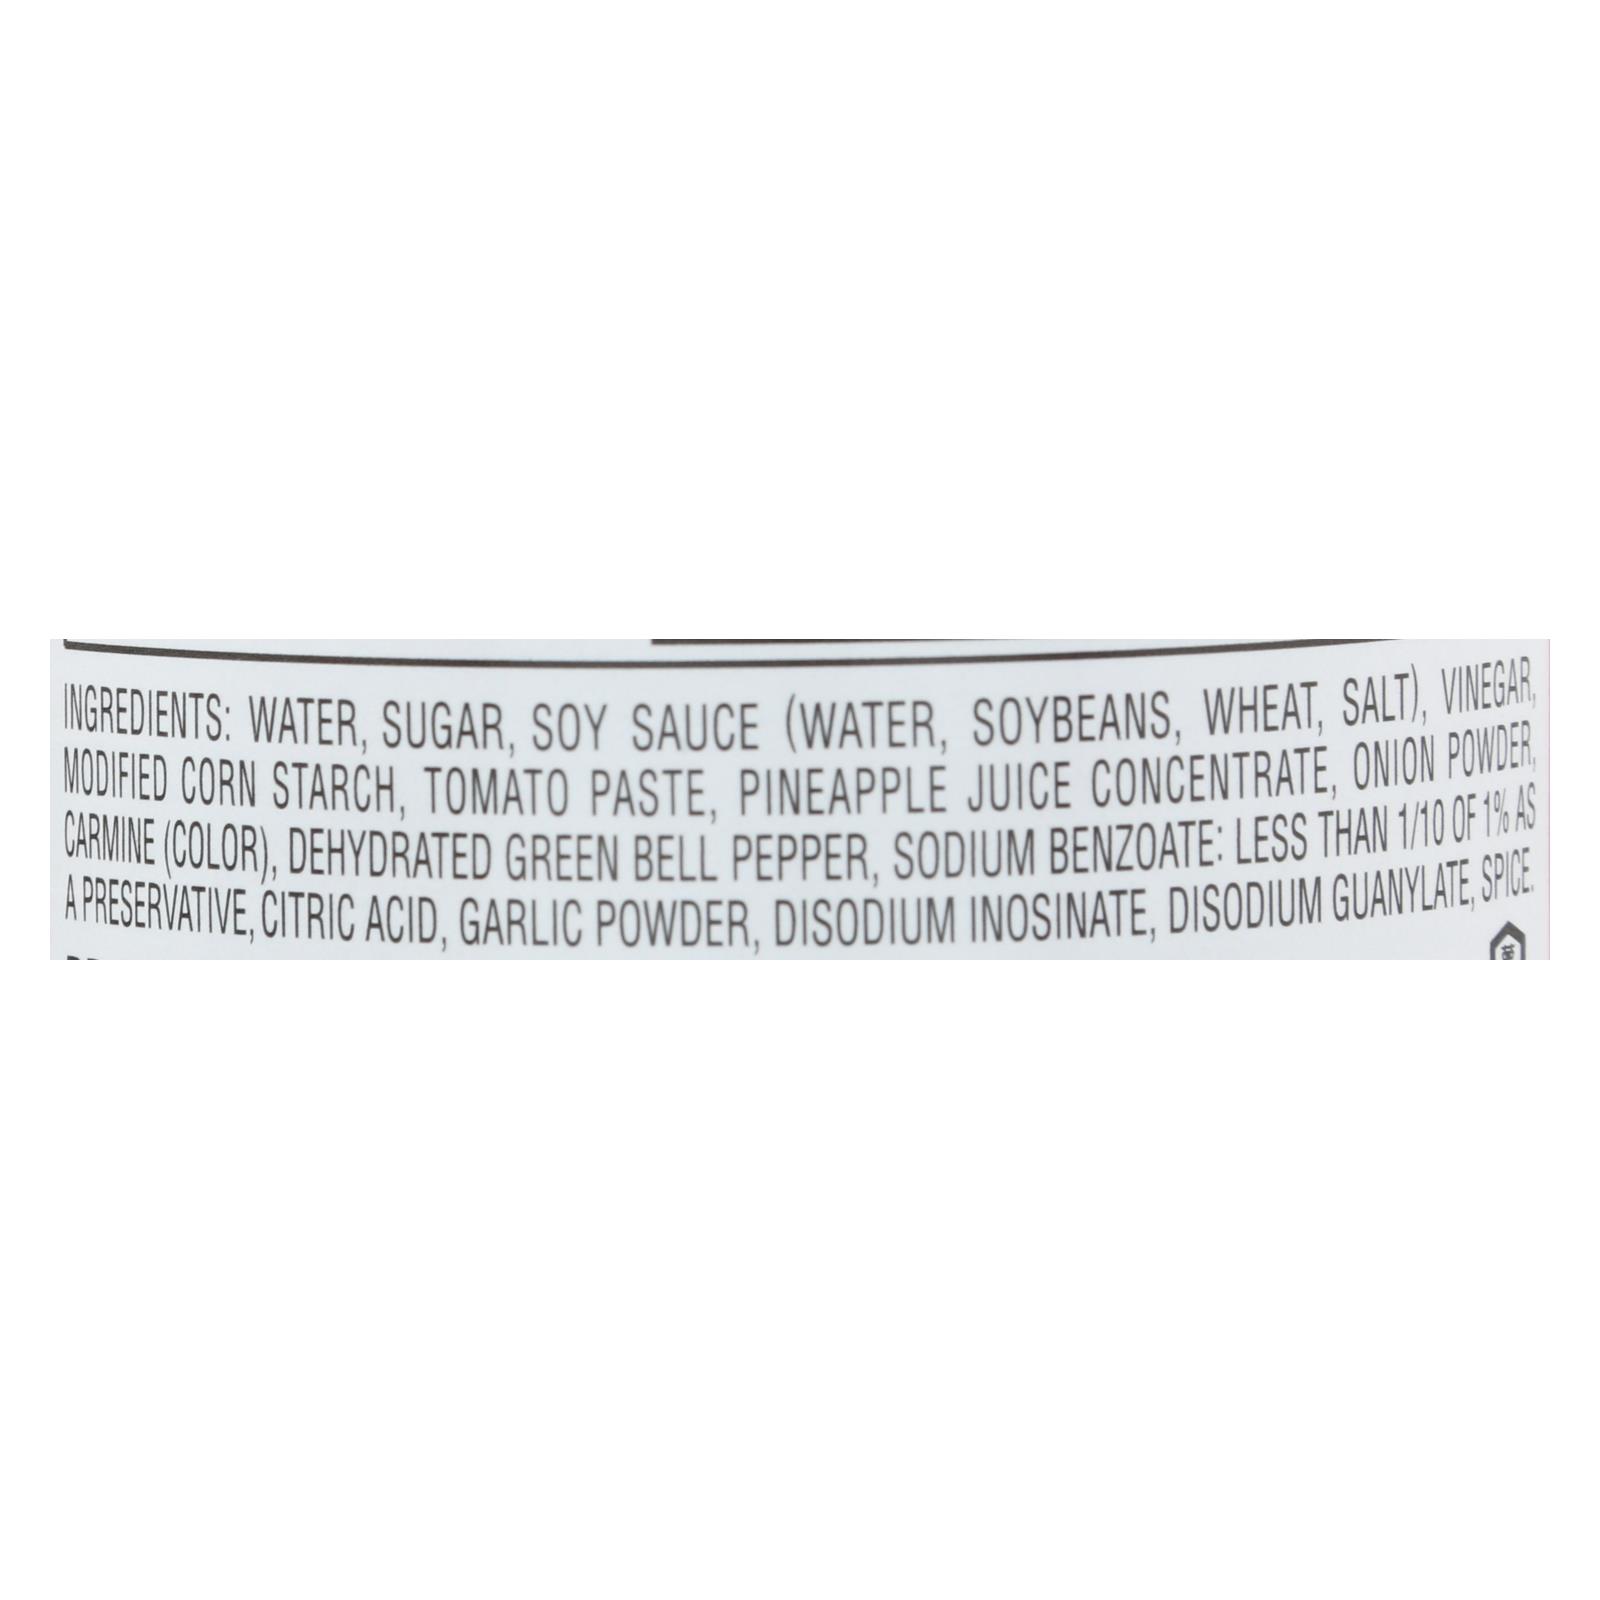 INGREDIENTS: WATER, SUGAR, SOY SAUCE (WATER, SOYBEANS, WHEAT, SALT), VINEGAR,
MODIFIED CORN STARCH, TOMATO PASTE, PINEAPPLE JUICE CONCENTRATE, ONION POWDER,
CARMINE (COLOR), DEHYDRATED GREEN BELL PEPPER, SODIUM BENZOATE: LESS THAN 1/10 OF 1% AS
A PRESERVATIVE, CITRIC ACID, GARLIC POWDER, DISODIUM INOSINATE, DISODIUM GUANYLATE, SPICE.